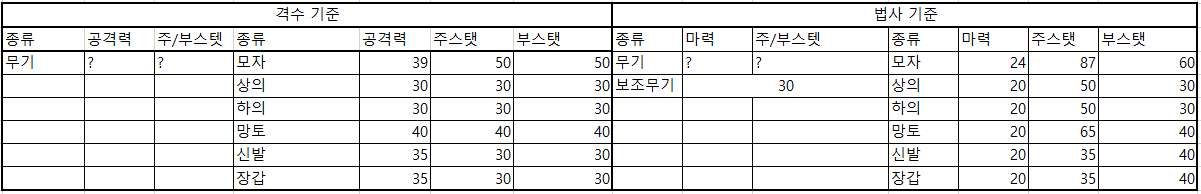 격수 기준 법사 기준
종류 공격력 주/부스텟 종류 공격력 주스탯 부스탯 종류 마력 주/부스텟 종류 마력 주스탯 부스탯
무기 ? ? 모자 39 50 50 무기 ? ? 모자 24 87 60
상의 30 30 30 보조무기 30 상의 20 50 30
하의 30 30 30 하의 20 50 30
망토 40 40 40 망토 20 65 40
신발 35 30 30 신발 20 35 40
장갑 35 30 30 장갑 20 35 40